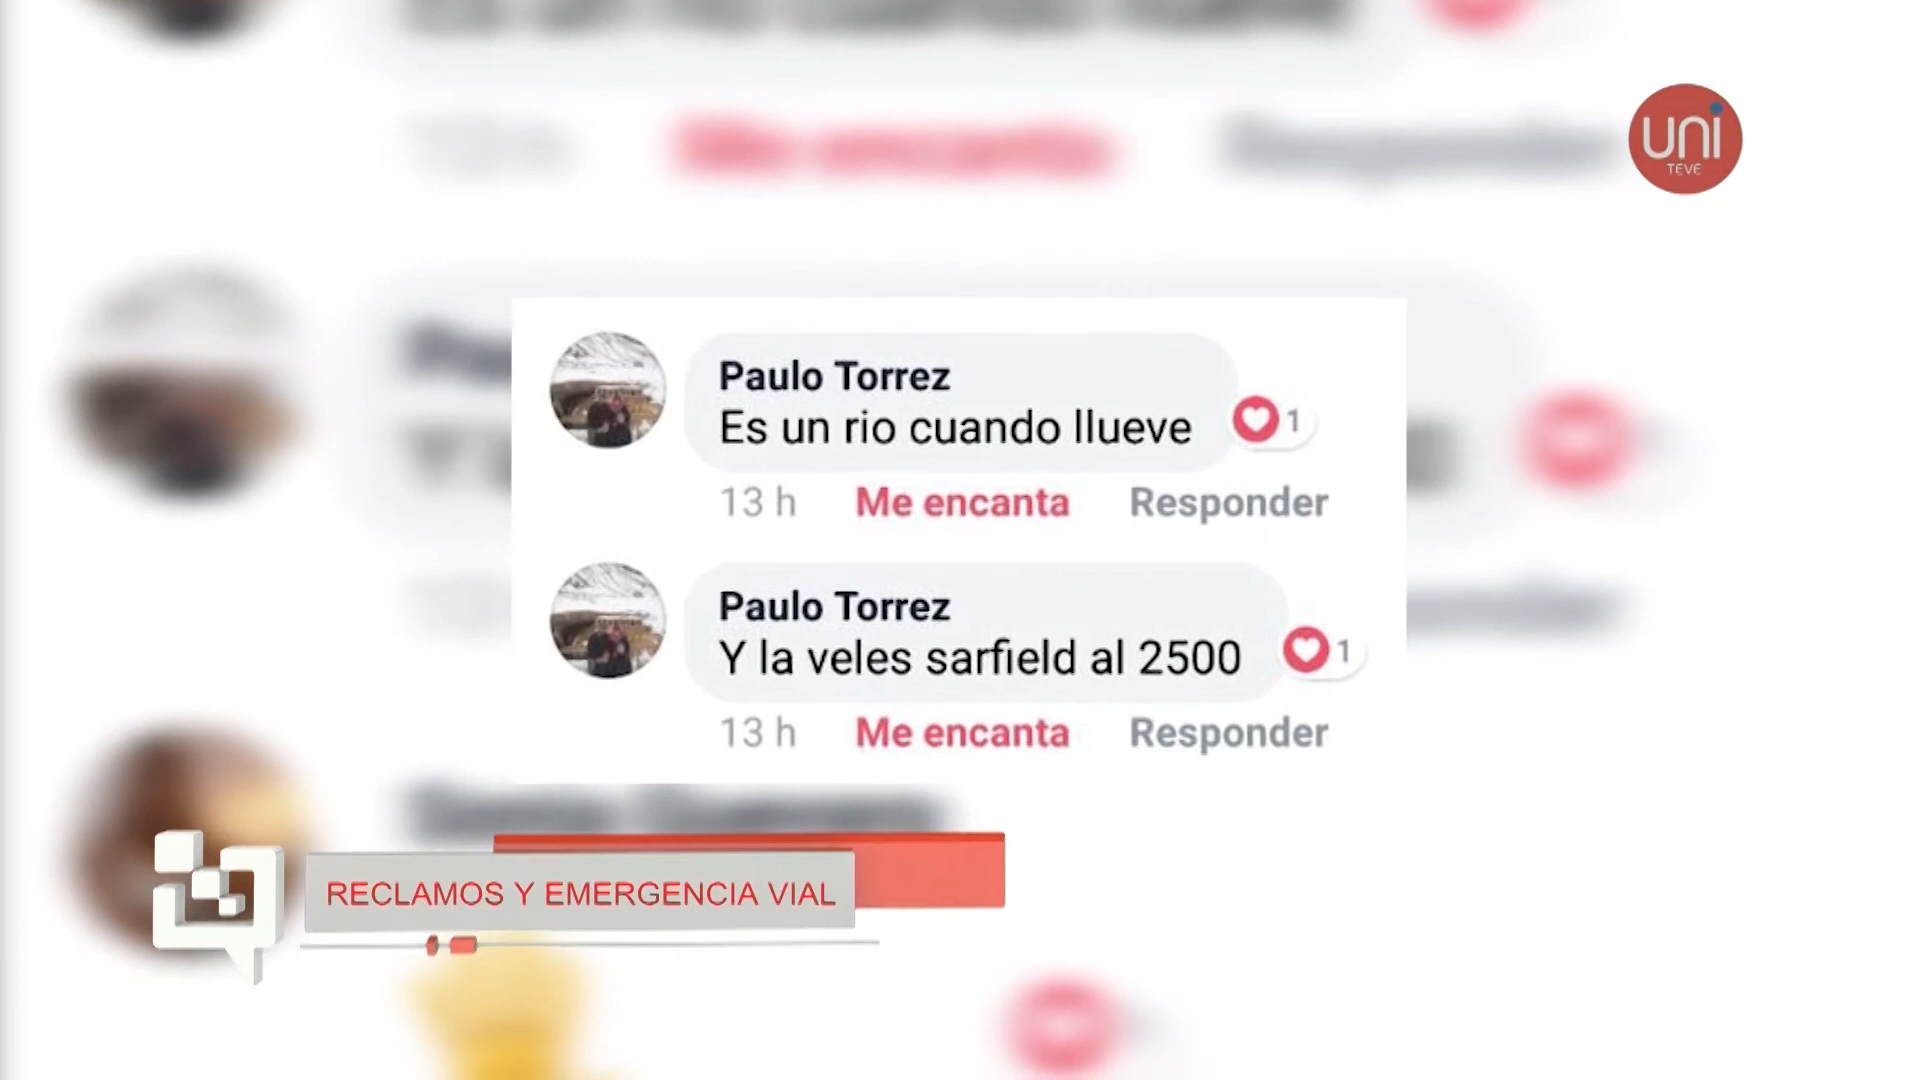 uni
TEVE
Paulo Torrez
Es un rio cuando llueve
1
13 h Me encanta Responder
Paulo Torrez
Y la veles sarfield al 2500
1
13 h Me encanta Responder
RECLAMOS Y EMERGENCIA VIAL